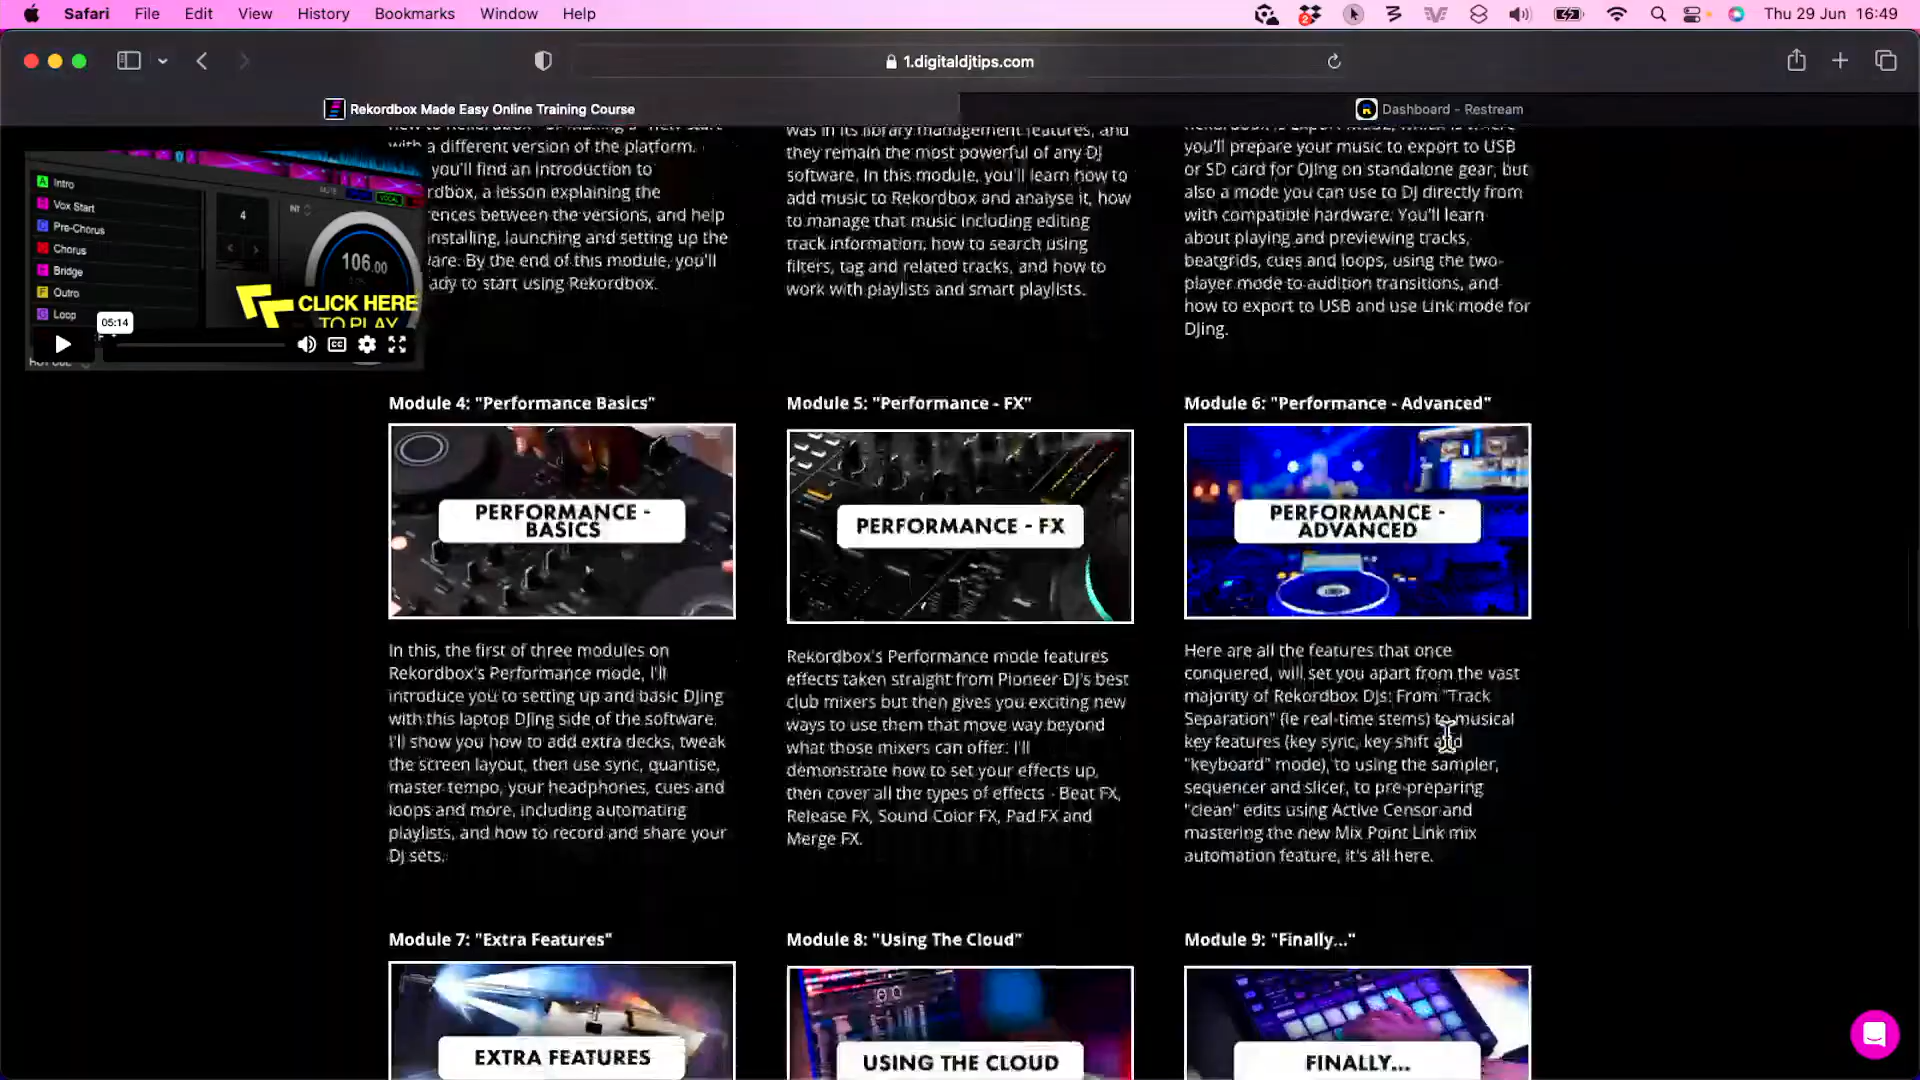 Safari File Edit View History Bookmarks Window Help
2
Thu 29 Jun 16:49
1.digitaldjtips.com
Rekordbox Made Easy Online Training Course
Dashboard - Restream
with a different version of the platform.
you'll find an introduction to
rdbox, a lesson explaining the
rences between the versions, and help
installing, launching and setting up the
are. By the end of this module, you'll
ady to start using Rekordbox.
was in its library management features, and
they remain the most powerful of any DJ
software. In this module, you'll learn how to
add music to Rekordbox and analyse it, how
to manage that music including editing
track information, how to search using
filters, tag and related tracks, and how to
work with playlists and smart playlists.
you'll prepare your music to export to USB
or SD card for DJing on standalone gear, but
also a mode you can use to DJ directly from
with compatible hardware. You'll learn
about playing and previewing tracks,
beatgrids, cues and loops, using the two-
player mode to audition transitions, and
how to export to USB and use Link mode for
DJing.
A Intro
Vox Start
Pre-Chorus
Chorus
Bridge
Outro
Loop
4
INT
MUTE
VOCAL
106.00
CLICK HERE
TO PLAY
05:14
CC
HOT CUE
Module 4: "Performance Basics"
PERFORMANCE -
BASICS
In this, the first of three modules on
Rekordbox's Performance mode, I'll
introduce you to setting up and basic DJing
with this laptop DJing side of the software.
I'll show you how to add extra decks, tweak
the screen layout, then use sync, quantise,
master tempo, your headphones, cues and
loops and more, including automating
playlists, and how to record and share your
DJ sets.
Module 5: "Performance - FX"
PERFORMANCE - FX
Rekordbox's Performance mode features
effects taken straight from Pioneer DJ's best
club mixers but then gives you exciting new
ways to use them that move way beyond
what those mixers can offer. I'll
demonstrate how to set your effects up,
then cover all the types of effects - Beat FX,
Release FX, Sound Color FX, Pad FX and
Merge FX.
Module 6: "Performance - Advanced"
PERFORMANCE -
ADVANCED
Here are all the features that once
conquered, will set you apart from the vast
majority of Rekordbox DJs: From "Track
Separation" (ie real-time stems) to musical
key features (key sync, key shift and
"keyboard" mode), to using the sampler,
sequencer and slicer, to pre-preparing
"clean" edits using Active Censor and
mastering the new Mix Point Link mix
automation feature, it's all here.
Module 7: "Extra Features"
EXTRA FEATURES
Module 8: "Using The Cloud"
USING THE CLOUD
Module 9: "Finally..."
FINALLY...